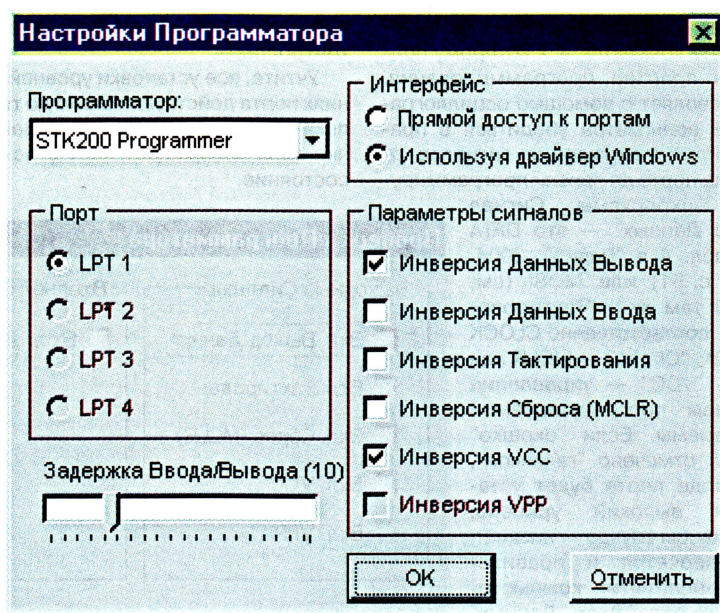 Настройки Программатора
Программатор:
STK200 Programmer
Интерфейс
Прямой доступ к портам
Используя драйвер Windows
Порт
LPT 1
LPT 2
LPT 3
LPT 4
Задержка Ввода/Вывода (10)
Параметры сигналов
Инверсия Данных Вывода
Инверсия Данных Ввода
Инверсия Тактирования
Инверсия Сброса (MCLR)
Инверсия VCC
Инверсия VPP
OK
Отменить